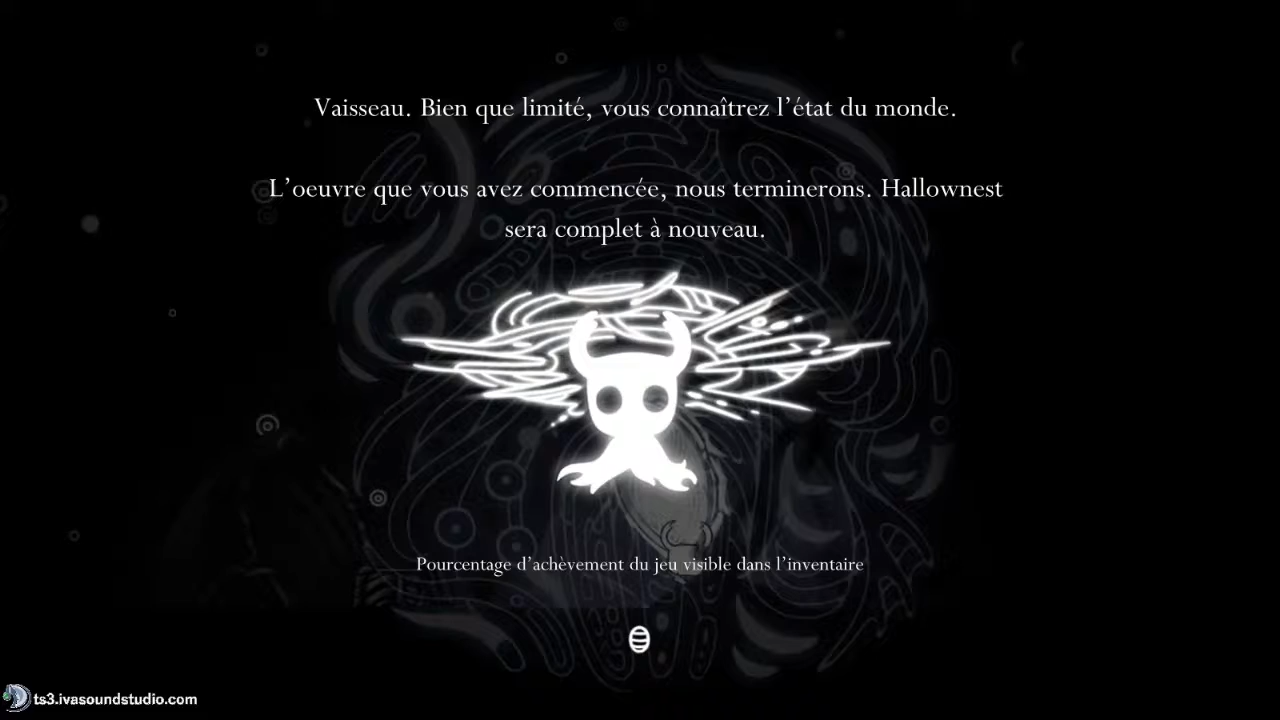 Vaisseau. Bien que limité, vous connaîtrez l'état du monde.
L'oeuvre que vous avez commencée, nous terminerons. Hallownest
sera complet à nouveau.
Pourcentage d'achèvement du jeu visible dans l'inventaire
ts3.ivasoundstudio.com